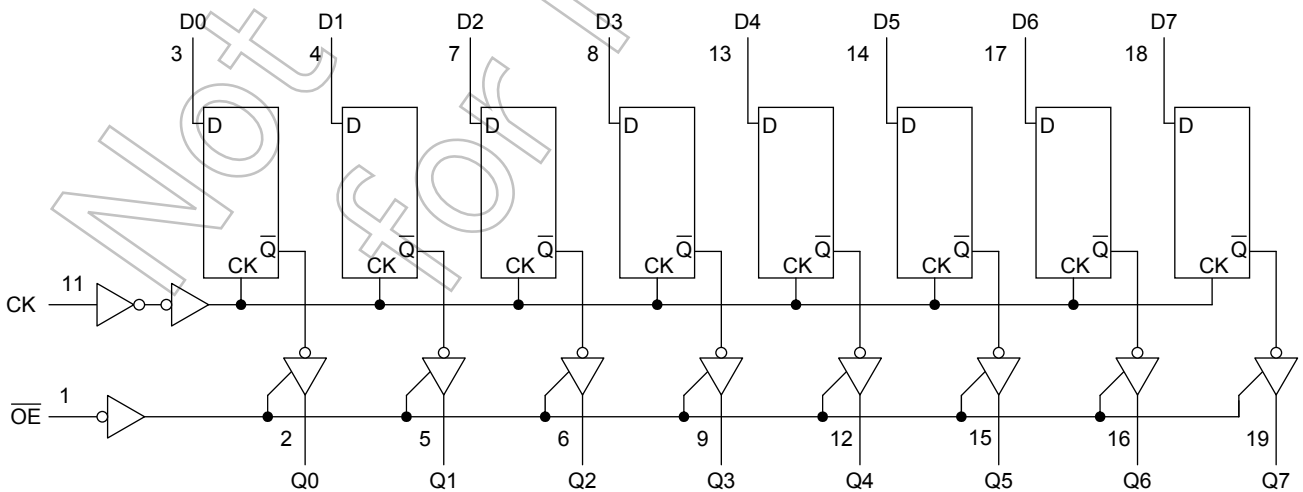 D0 D1 D2 D3 D4 D5 D6 D7
3 4 7 8 13 14 17 18
D D D D D D D D
Q̅ Q̅ Q̅ Q̅ Q̅ Q̅ Q̅ Q̅
CK CK CK CK CK CK CK CK
11
CK
1
O̅E̅
2 5 6 9 12 15 16 19
Q0 Q1 Q2 Q3 Q4 Q5 Q6 Q7
Not
for